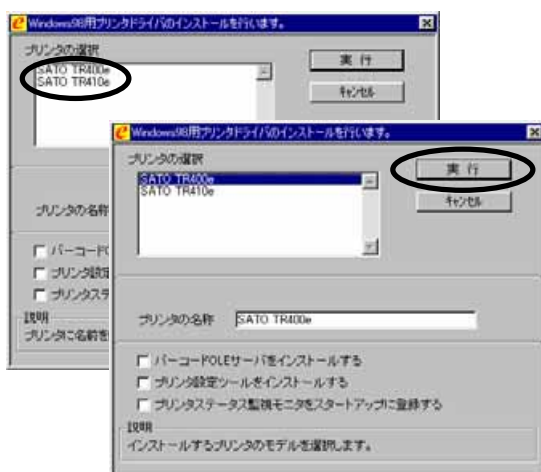 Windows98用プリンタドライバのインストールを行います。
プリンタの選択
SATO TR400e
SATO TR410e
実行
キャンセル
プリンタの名称
バーコードO
プリンタ設定
プリンタステ
説明
プリンタに名前を
Windows98用プリンタドライバのインストールを行います。
プリンタの選択
SATO TR400e
SATO TR410e
実行
キャンセル
プリンタの名称 SATO TR400e
バーコードOLEサーバをインストールする
プリンタ設定ツールをインストールする
プリンタステータス監視モニタをスタートアップに登録する
説明
インストールするプリンタのモデルを選択します。